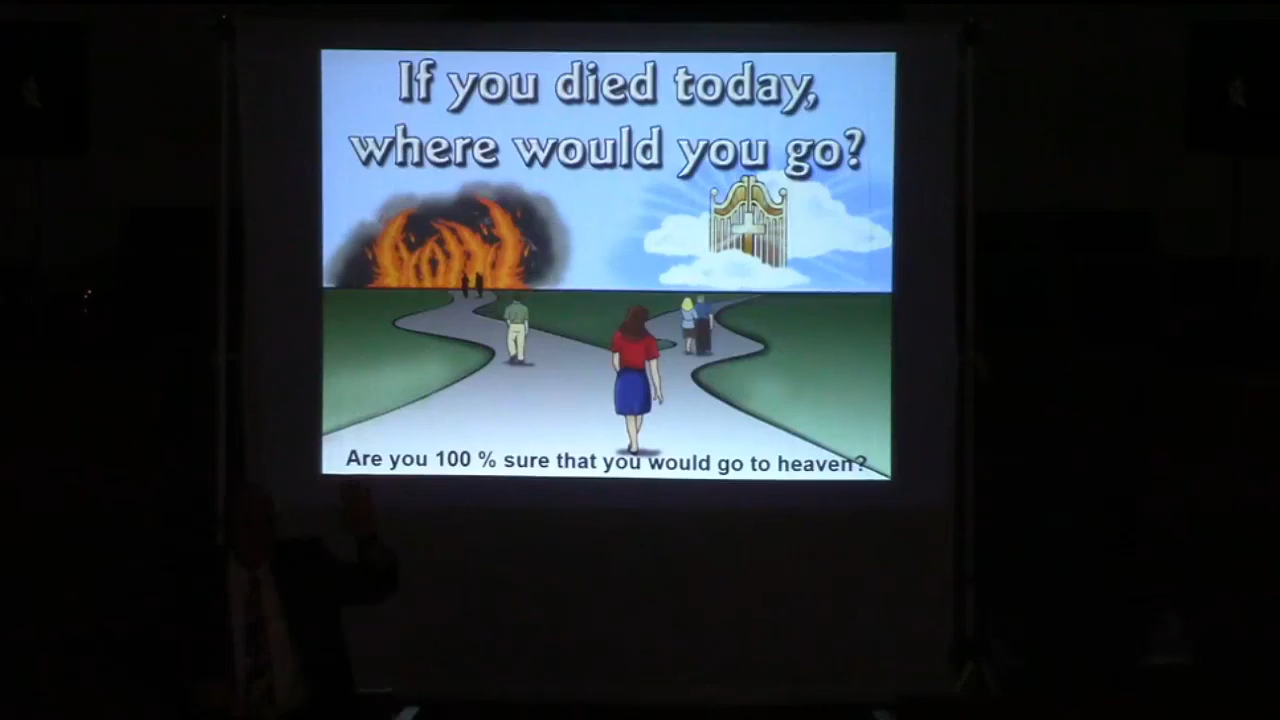 If you died today,
where would you go?
Are you 100 % sure that you would go to heaven?